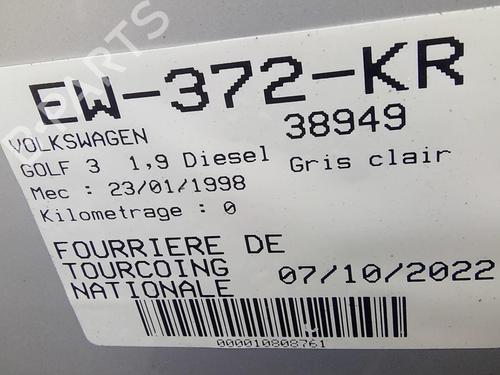 EW-372-KR
VOLKSWAGEN 38949
GOLF 3 1,9 Diesel Gris clair
Mec : 23/01/1998
Kilometrage : 0
FOURRIERE DE
TOURCOING 07/10/2022
NATIONALE
000010808761
B-PARTS